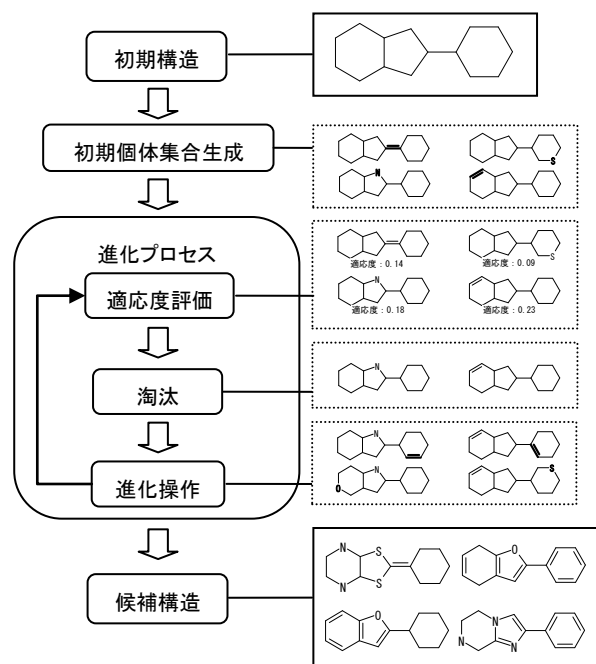 初期構造
初期個体集合生成
N
S
進化プロセス
適応度評価
適応度：0.14
S
適応度：0.09
N
適応度：0.18
適応度：0.23
淘汰
N
進化操作
N
O
N
S
候補構造
N
S
N
S
O
O
N
N
N